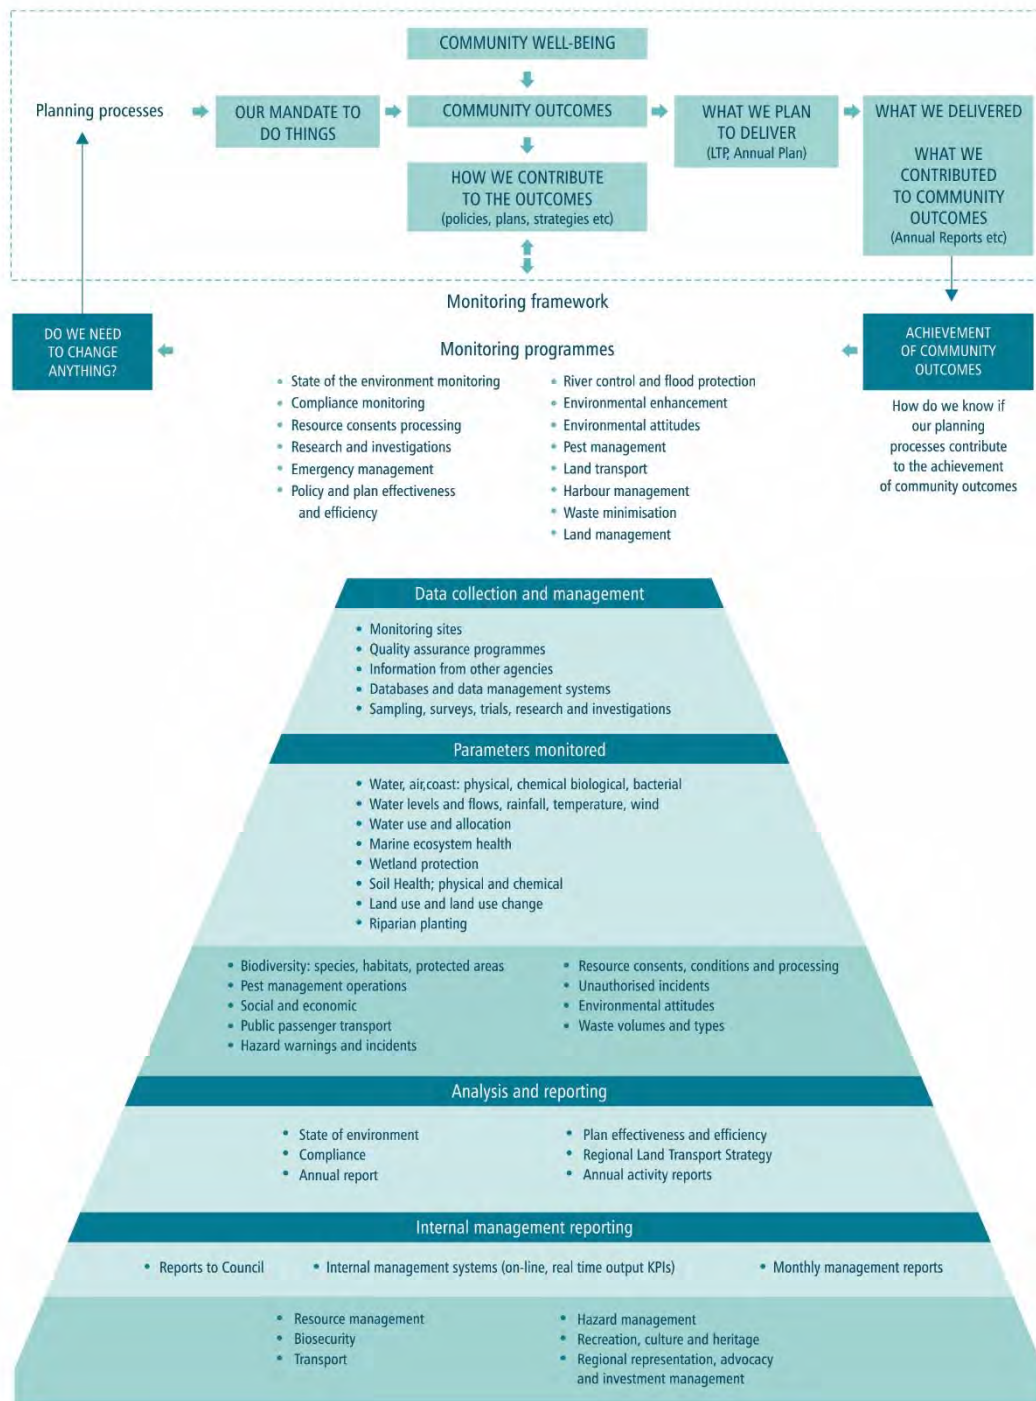 COMMUNITY WELL-BEING
Planning processes
OUR MANDATE TO
DO THINGS
COMMUNITY OUTCOMES
WHAT WE PLAN
TO DELIVER
(LTP, Annual Plan)
WHAT WE DELIVERED
WHAT WE
CONTRIBUTED
TO COMMUNITY
OUTCOMES
(Annual Reports etc)
HOW WE CONTRIBUTE
TO THE OUTCOMES
(policies, plans, strategies etc)
Monitoring framework
DO WE NEED
TO CHANGE
ANYTHING?
Monitoring programmes
• State of the environment monitoring
• Compliance monitoring
• Resource consents processing
• Research and investigations
• Emergency management
• Policy and plan effectiveness
and efficiency
• River control and flood protection
• Environmental enhancement
• Environmental attitudes
• Pest management
• Land transport
• Harbour management
• Waste minimisation
• Land management
ACHIEVEMENT
OF COMMUNITY
OUTCOMES
How do we know if
our planning
processes contribute
to the achievement
of community outcomes
Data collection and management
• Monitoring sites
• Quality assurance programmes
• Information from other agencies
• Databases and data management systems
• Sampling, surveys, trials, research and investigations
Parameters monitored
• Water, air,coast: physical, chemical biological, bacterial
• Water levels and flows, rainfall, temperature, wind
• Water use and allocation
• Marine ecosystem health
• Wetland protection
• Soil Health; physical and chemical
• Land use and land use change
• Riparian planting
• Biodiversity: species, habitats, protected areas
• Pest management operations
• Social and economic
• Public passenger transport
• Hazard warnings and incidents
• Resource consents, conditions and processing
• Unauthorised incidents
• Environmental attitudes
• Waste volumes and types
Analysis and reporting
• State of environment
• Compliance
• Annual report
• Plan effectiveness and efficiency
• Regional Land Transport Strategy
• Annual activity reports
Internal management reporting
• Reports to Council
• Internal management systems (on-line, real time output KPIs)
• Monthly management reports
• Resource management
• Biosecurity
• Transport
• Hazard management
• Recreation, culture and heritage
• Regional representation, advocacy
and investment management